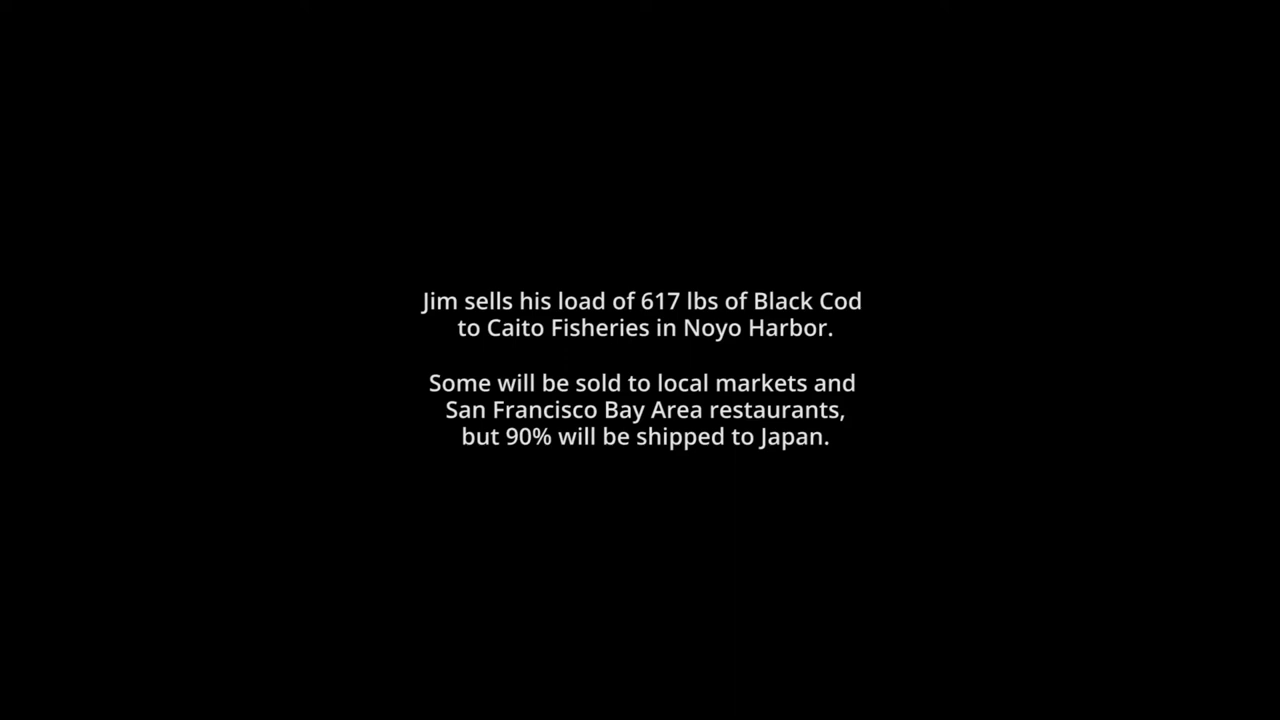 Jim sells his load of 617 lbs of Black Cod
to Caito Fisheries in Noyo Harbor.
Some will be sold to local markets and
San Francisco Bay Area restaurants,
but 90% will be shipped to Japan.